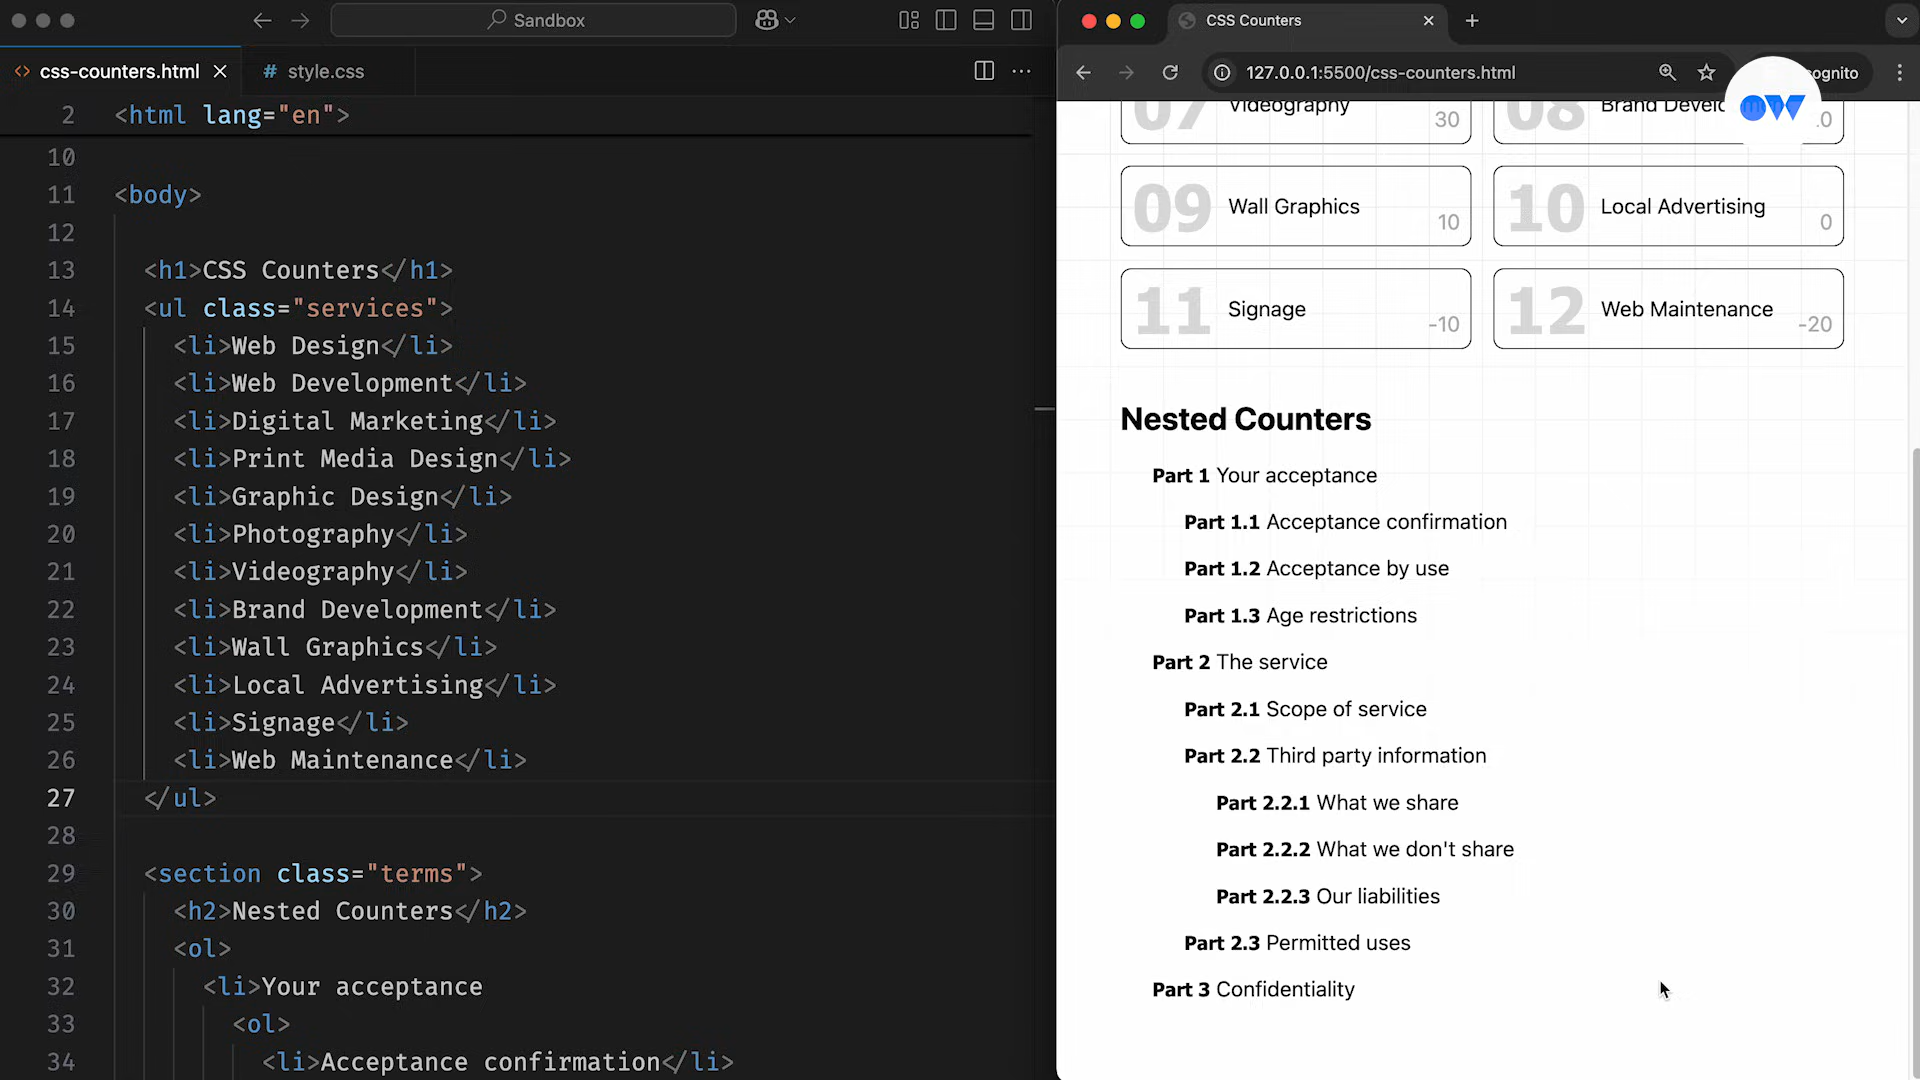 Sandbox
css-counters.html
# style.css
2 <html lang="en">
10
11 <body>
12
13 <h1>CSS Counters</h1>
14 <ul class="services">
15 <li>Web Design</li>
16 <li>Web Development</li>
17 <li>Digital Marketing</li>
18 <li>Print Media Design</li>
19 <li>Graphic Design</li>
20 <li>Photography</li>
21 <li>Videography</li>
22 <li>Brand Development</li>
23 <li>Wall Graphics</li>
24 <li>Local Advertising</li>
25 <li>Signage</li>
26 <li>Web Maintenance</li>
27 </ul>
28
29 <section class="terms">
30 <h2>Nested Counters</h2>
31 <ol>
32 <li>Your acceptance
33 <ol>
34 <li>Acceptance confirmation</li>
CSS Counters
127.0.0.1:5500/css-counters.html
ognito
OW
07 Videography 30
08 Brand Develo
09 Wall Graphics 10
10 Local Advertising 0
11 Signage -10
12 Web Maintenance -20
Nested Counters
Part 1 Your acceptance
Part 1.1 Acceptance confirmation
Part 1.2 Acceptance by use
Part 1.3 Age restrictions
Part 2 The service
Part 2.1 Scope of service
Part 2.2 Third party information
Part 2.2.1 What we share
Part 2.2.2 What we don't share
Part 2.2.3 Our liabilities
Part 2.3 Permitted uses
Part 3 Confidentiality